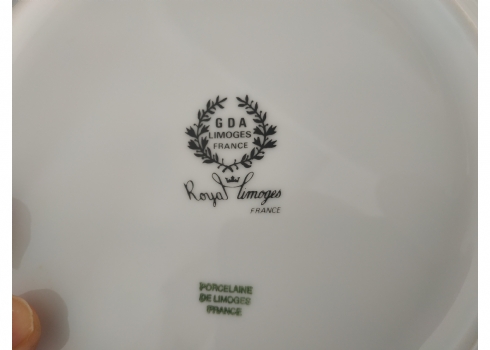 GDA
LIMOGES
FRANCE
Royal Limoges
FRANCE
PORCELAINE
DE LIMOGES
FRANCE